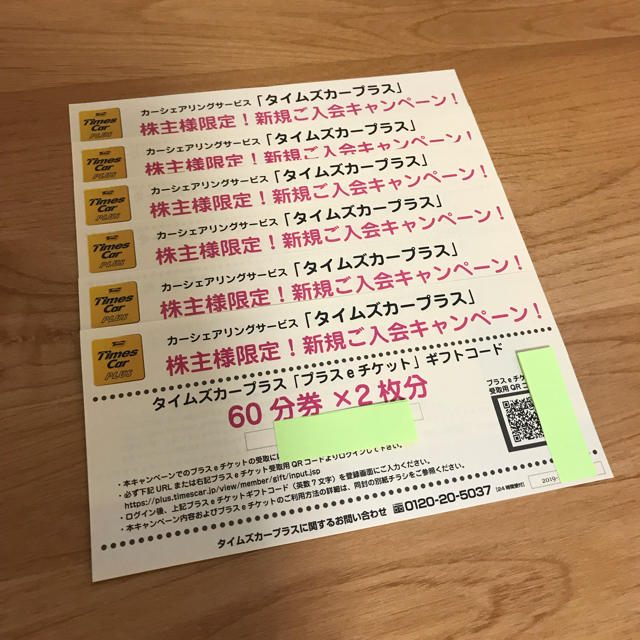 Times
Car
PLUS
カーシェアリングサービス「タイムズカープラス」
株主様限定！新規ご入会キャンペーン！
Times
Car
PLUS
カーシェアリングサービス「タイムズカープラス」
株主様限定！新規ご入会キャンペーン！
Times
Car
PLUS
カーシェアリングサービス「タイムズカープラス」
株主様限定！新規ご入会キャンペーン！
Times
Car
PLUS
カーシェアリングサービス「タイムズカープラス」
株主様限定！新規ご入会キャンペーン！
Times
Car
PLUS
カーシェアリングサービス「タイムズカープラス」
株主様限定！新規ご入会キャンペーン！
Times
Car
PLUS
カーシェアリングサービス「タイムズカープラス」
株主様限定！新規ご入会キャンペーン！
タイムズカープラス「プラスeチケット」ギフトコード
60分券×2枚分
プラスeチケ
受取用QRコ
・本キャンペーンでのプラスeチケットの受取に
・必ず下記URLまたは右記プラスeチケット受取用QRコードよりログインして下さい。
https://plus.timescar.jp/view/member/gift/input.jsp
・ログイン後、上記プラスeチケットギフトコード（英数7文字）を登録画面にご入力ください。
・本キャンペーン内容およびプラスeチケットのご利用方法の詳細は、同封の別紙チラシをご参照ください。
2019-
タイムズカープラスに関するお問い合わせ 0120-20-5037 [24時間受付]